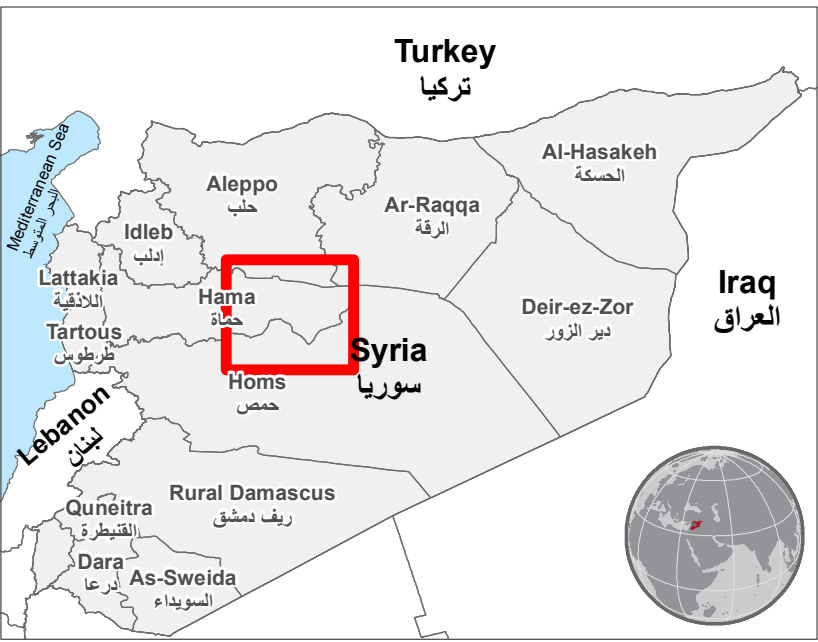 Turkey
تركيا
Mediterranean Sea
البحر المتوسط
Al-Hasakeh
الحسكة
Aleppo
حلب
Ar-Raqqa
الرقة
Idleb
إدلب
Lattakia
اللاذقية
Hama
حماة
Iraq
العراق
Deir-ez-Zor
دير الزور
Tartous
طرطوس
Syria
سوريا
Homs
حمص
Lebanon
لبنان
Rural Damascus
ريف دمشق
Quneitra
القنيطرة
Dara
درعا
As-Sweida
السويداء